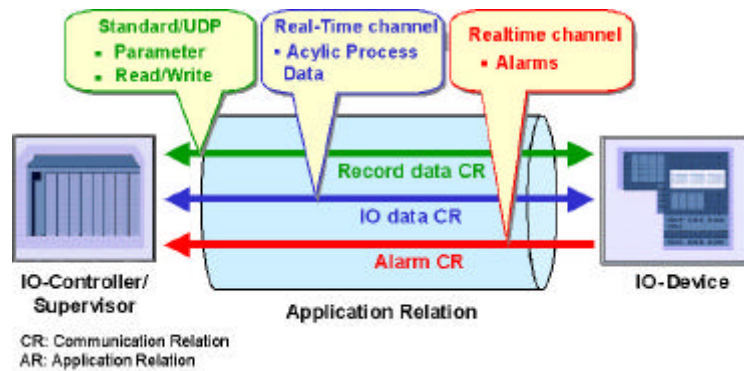 Standard/UDP
▪ Parameter
▪ Read/Write
Real-Time channel
▪ Acylic Process
Data
Realtime channel
▪ Alarms
Record data CR
IO data CR
Alarm CR
IO-Controller/
Supervisor
Application Relation
IO-Device
CR: Communication Relation
AR: Application Relation